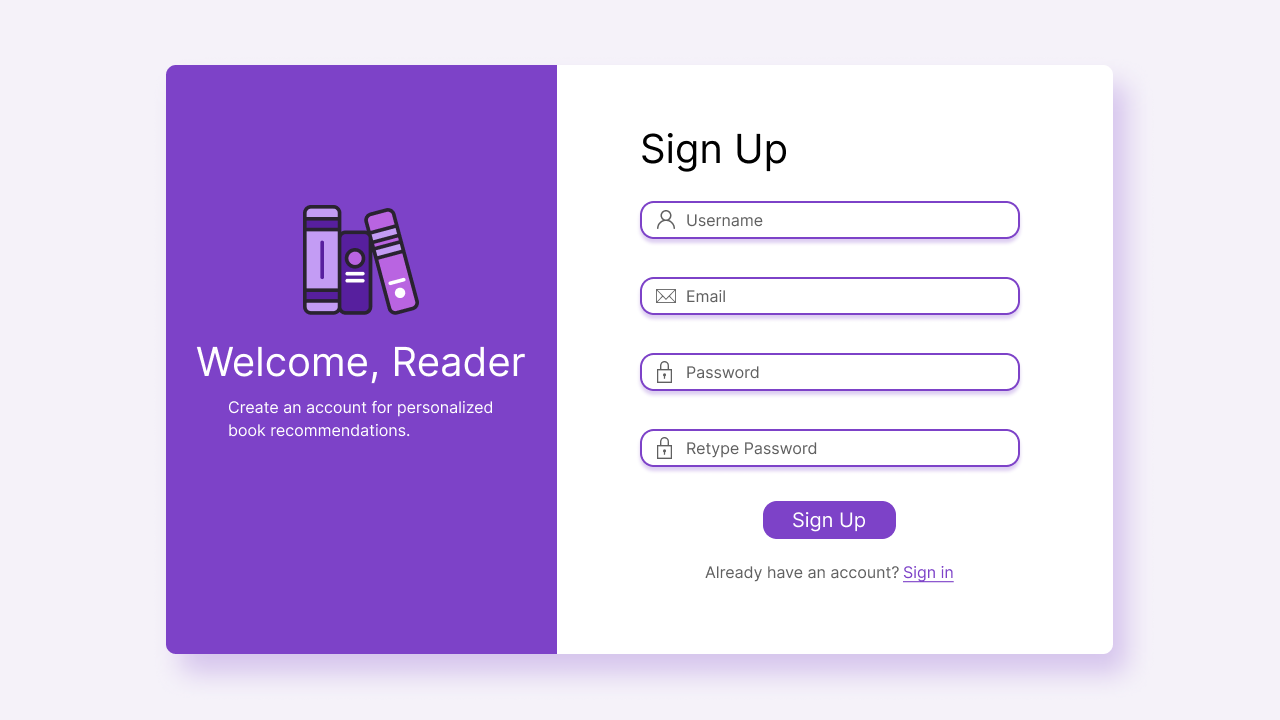 Welcome, Reader
Create an account for personalized
book recommendations.
Sign Up
Username
Email
Password
Retype Password
Sign Up
Already have an account? Sign in